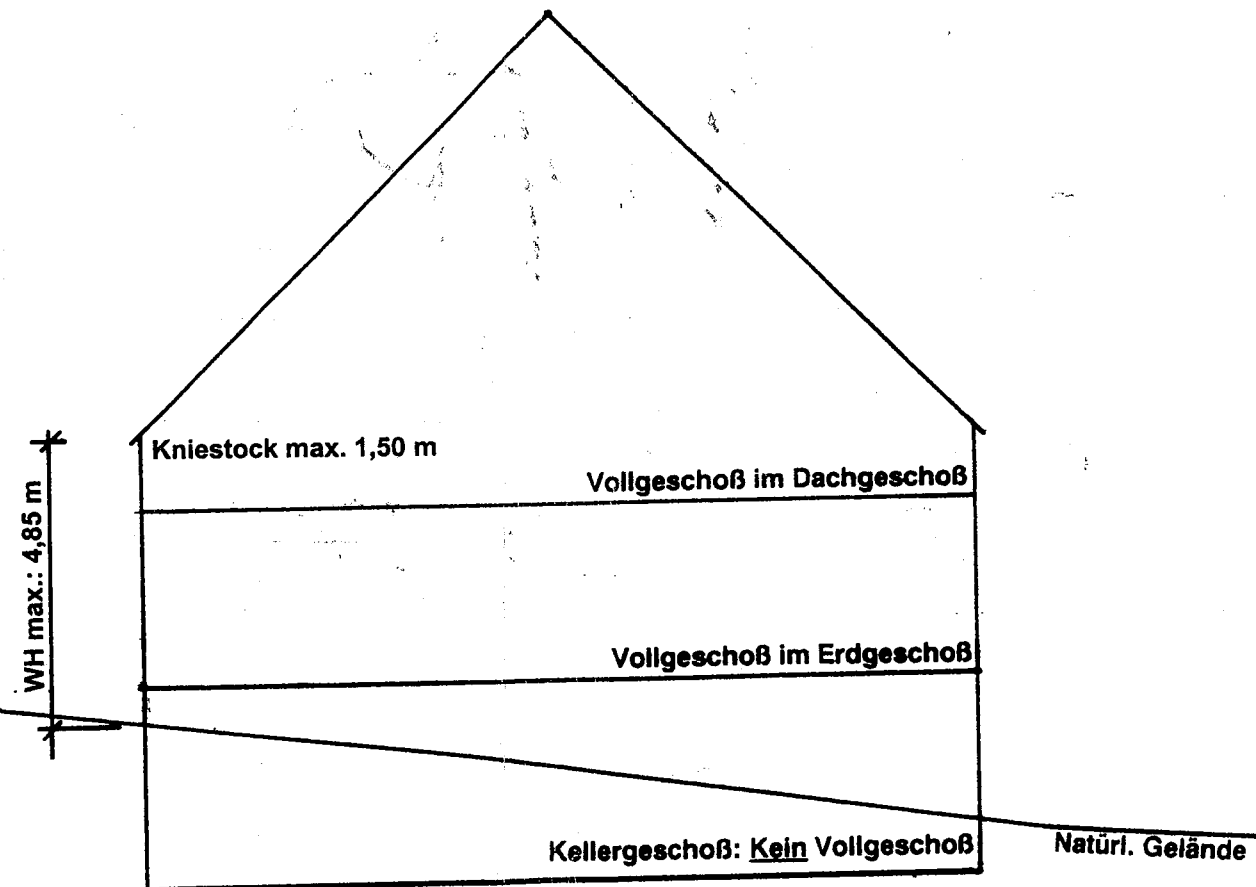 Kniestock max. 1,50 m
Vollgeschoß im Dachgeschoß
WH max.: 4,85 m
Vollgeschoß im Erdgeschoß
Kellergeschoß: Kein Vollgeschoß
Natürl. Gelände